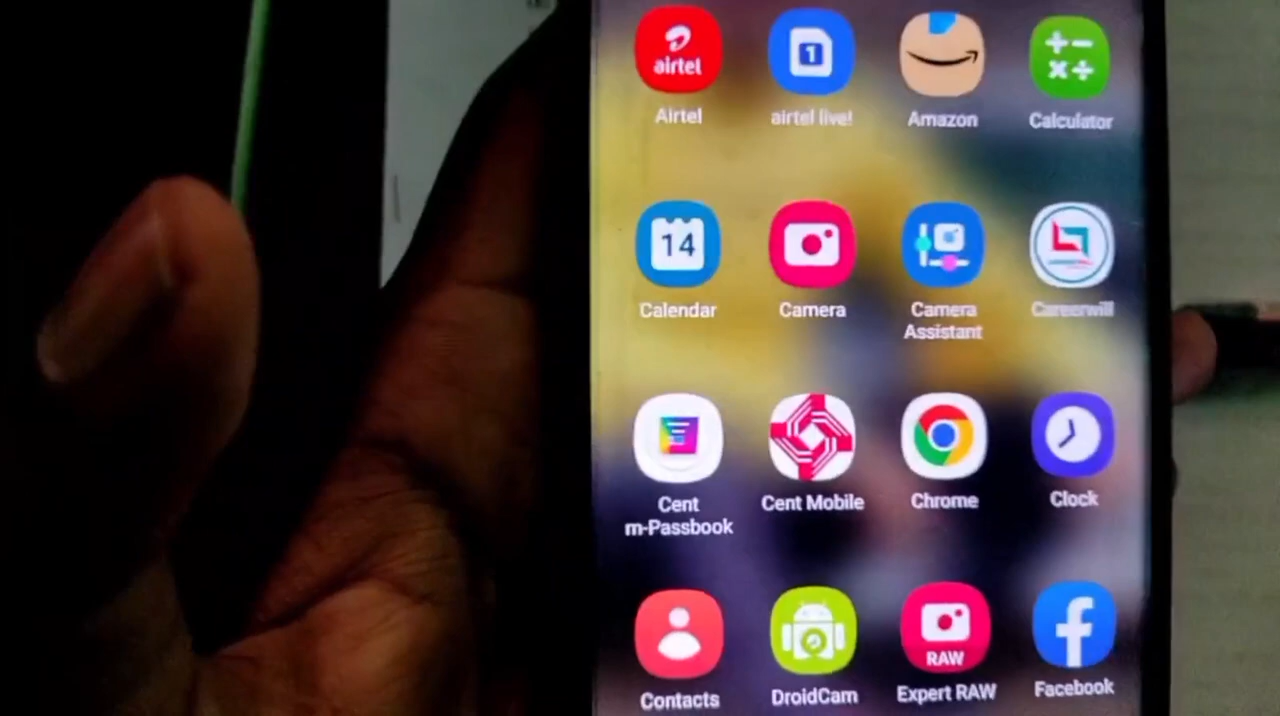 airtel
1
Airtel
airtel live!
Amazon
Calculator
14
Calendar
Camera
Camera
Assistant
Careerwill
Cent
m-Passbook
Cent Mobile
Chrome
Clock
RAW
Contacts
DroidCam
Expert RAW
Facebook